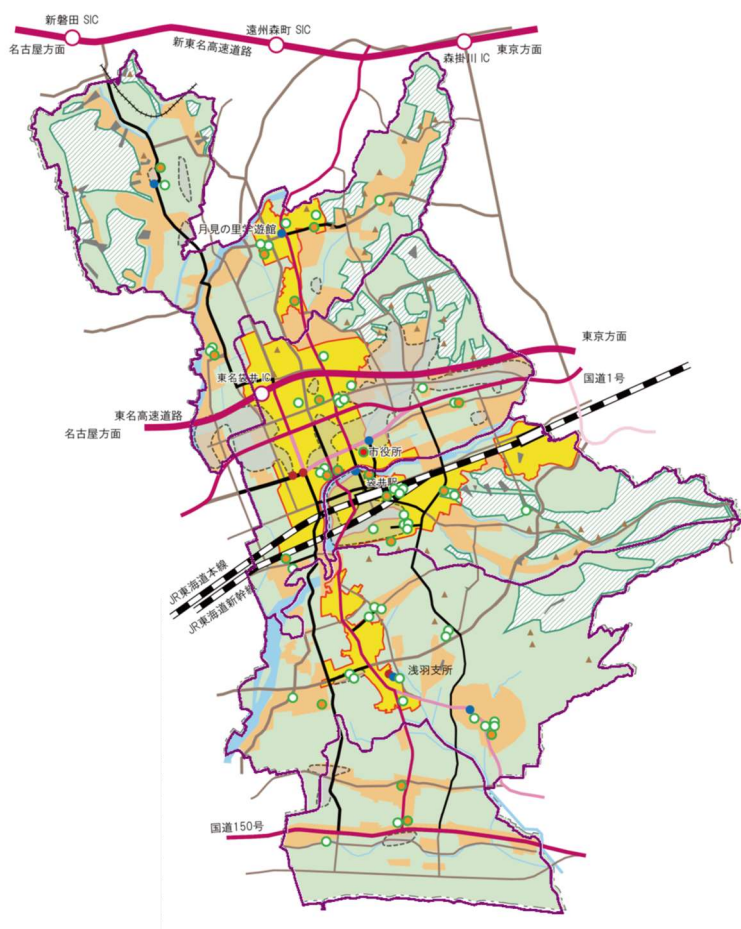 新磐田 SIC
遠州森町 SIC
名古屋方面
新東名高速道路
森掛川 IC
東京方面
月見の里学遊館
東京方面
東名袋井 IC
国道1号
東名高速道路
名古屋方面
市役所
袋井駅
JR東海道本線
JR東海道新幹線
浅羽支所
国道150号